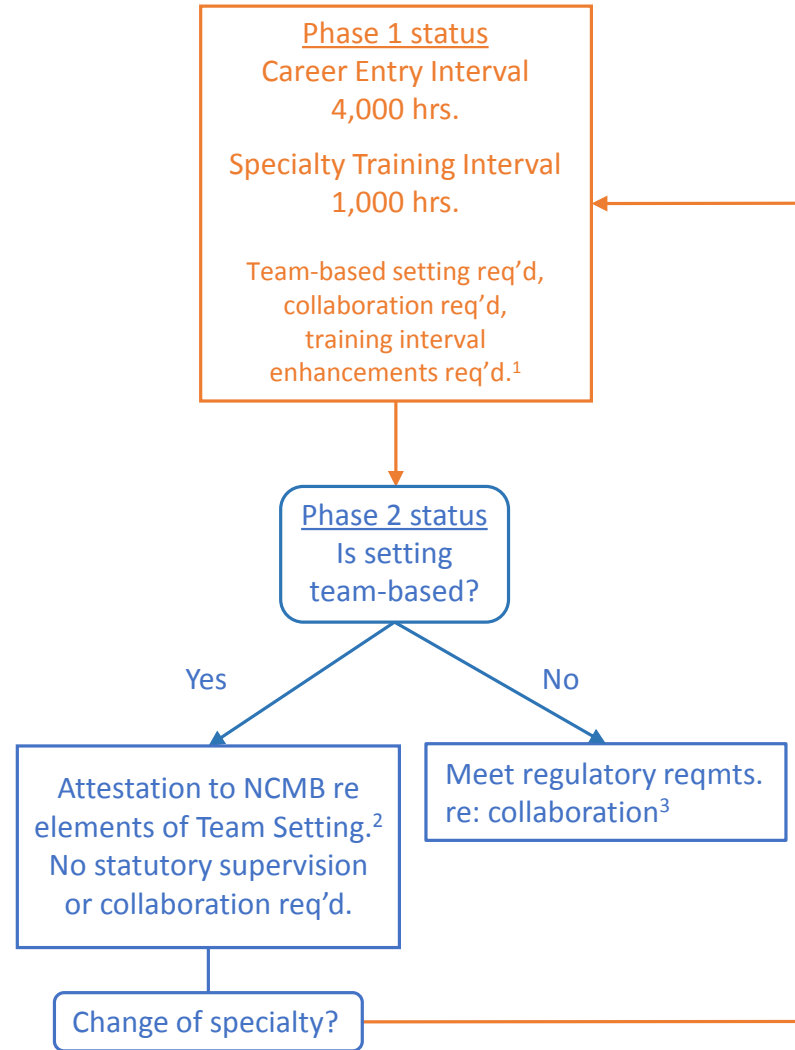 Phase 1 status
Career Entry Interval
4,000 hrs.
Specialty Training Interval
1,000 hrs.
Team-based setting req’d,
collaboration req’d,
training interval
enhancements req’d.¹
Phase 2 status
Is setting
team-based?
Yes
No
Attestation to NCMB re
elements of Team Setting.²
No statutory supervision
or collaboration req’d.
Meet regulatory reqmts.
re: collaboration³
Change of specialty?